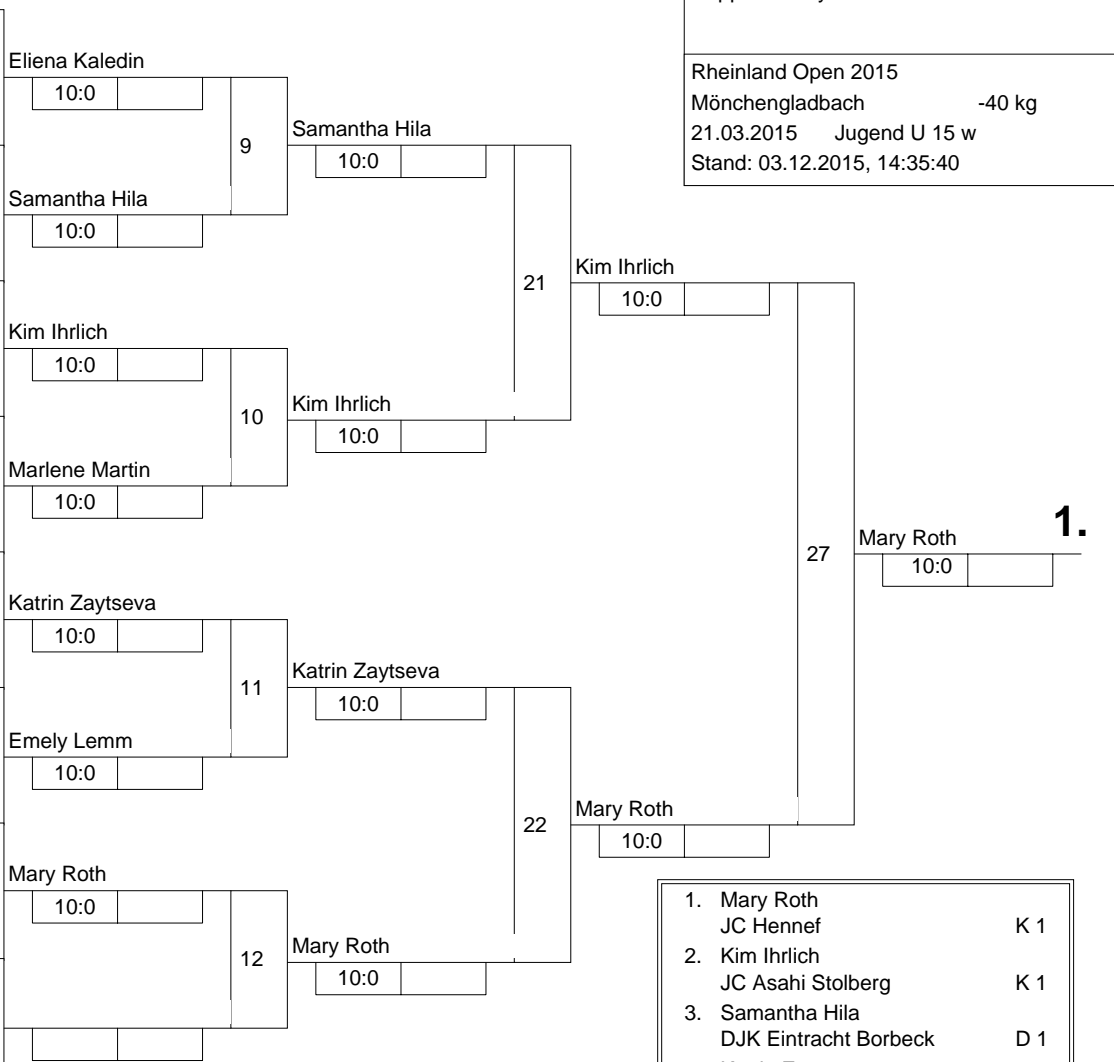 Rheinland Open 2015
Mönchengladbach -40 kg
21.03.2015 Jugend U 15 w
Stand: 03.12.2015, 14:35:40
Eliena Kaledin
10:0
9
Samantha Hila
10:0
Samantha Hila
10:0
21
Kim Ihrlich
10:0
Kim Ihrlich
10:0
10
Kim Ihrlich
10:0
Marlene Martin
10:0
27
Mary Roth
1.
10:0
Katrin Zaytseva
10:0
11
Katrin Zaytseva
10:0
Emely Lemm
10:0
22
Mary Roth
10:0
Mary Roth
10:0
12
Mary Roth
10:0
1. Mary Roth
JC Hennef K 1
2. Kim Ihrlich
JC Asahi Stolberg K 1
3. Samantha Hila
DJK Eintracht Borbeck D 1